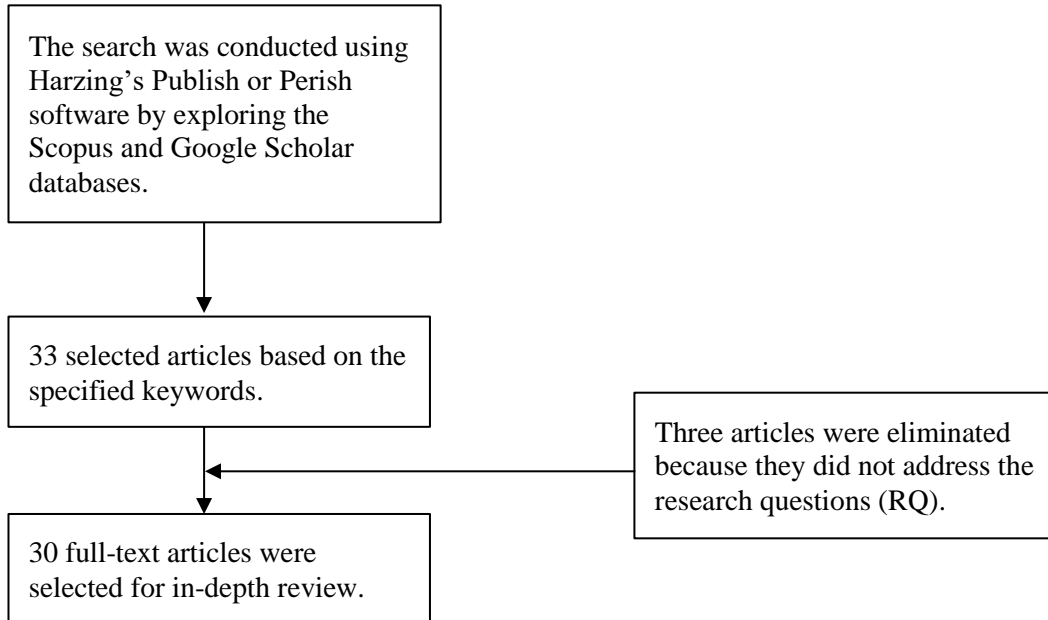 The search was conducted using
Harzing’s Publish or Perish
software by exploring the
Scopus and Google Scholar
databases.
33 selected articles based on the
specified keywords.
Three articles were eliminated
because they did not address the
research questions (RQ).
30 full-text articles were
selected for in-depth review.